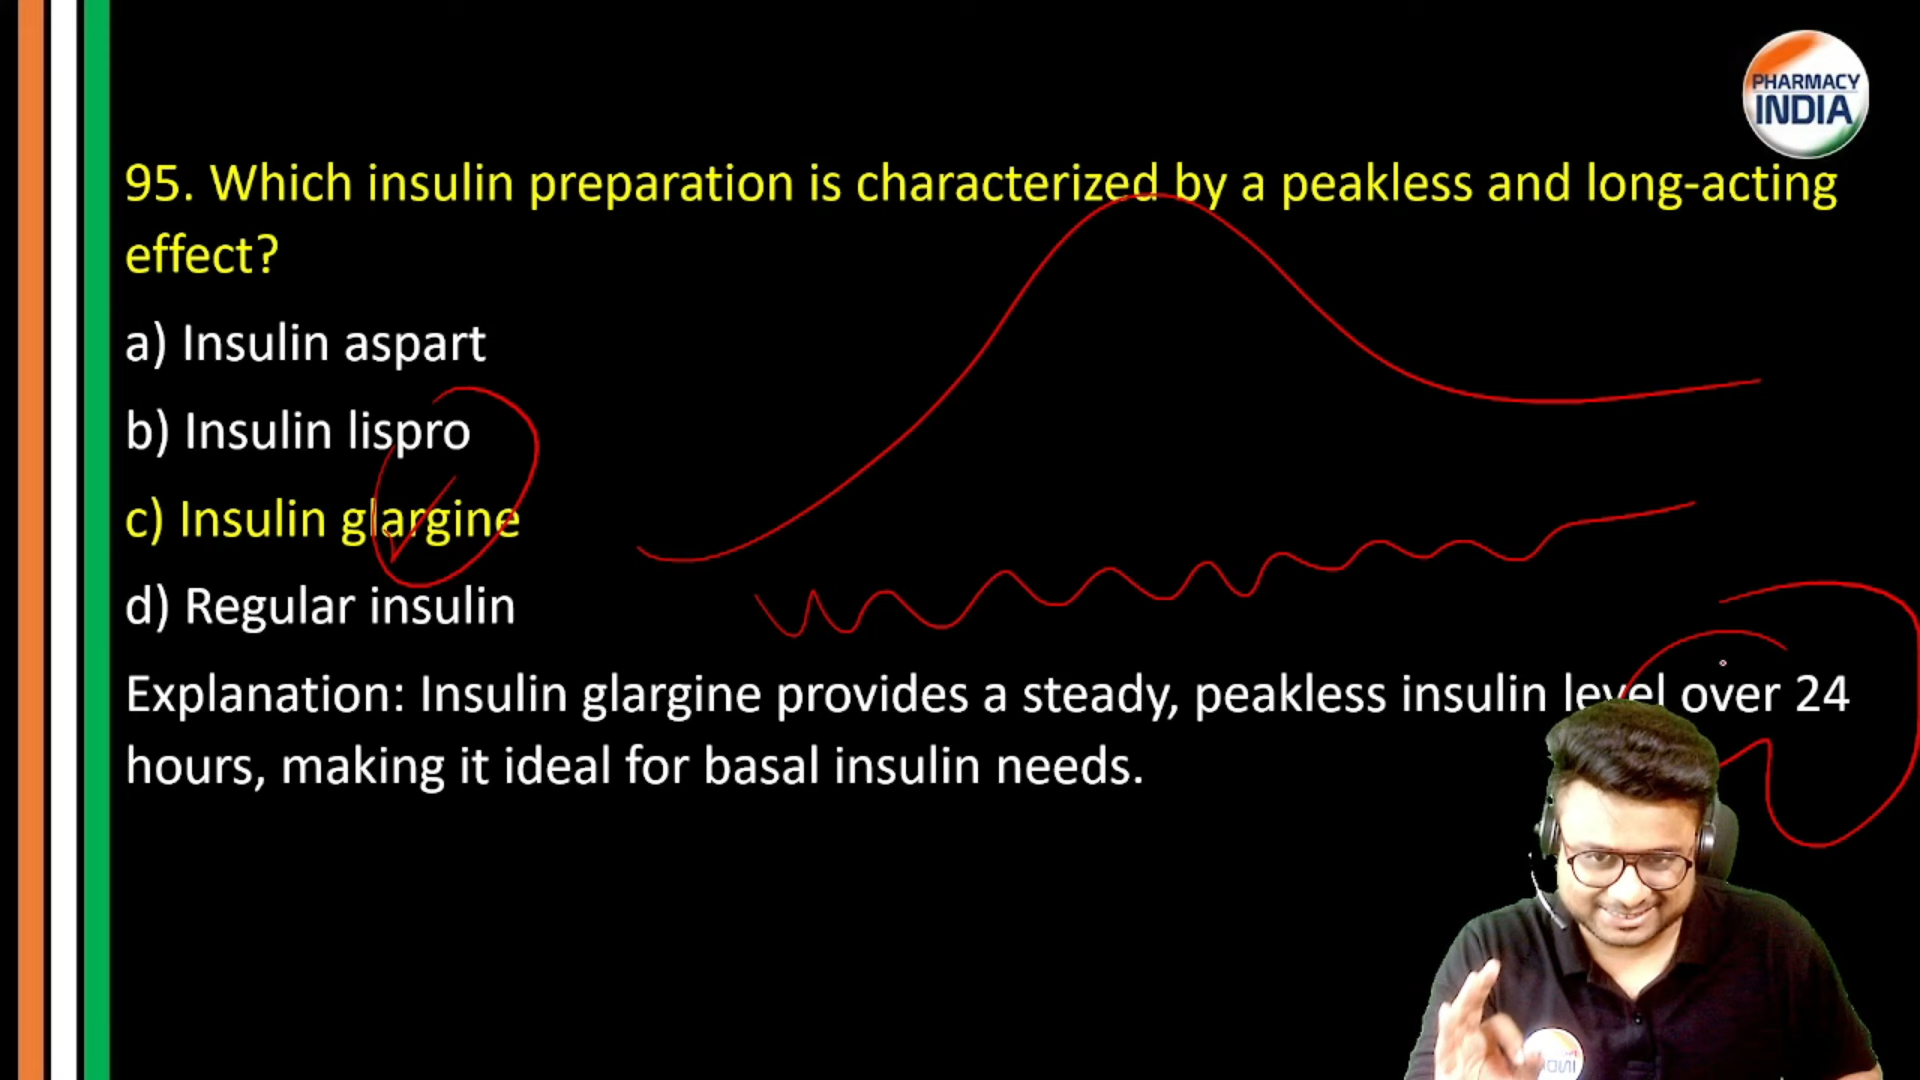 PHARMACY
INDIA
95. Which insulin preparation is characterized by a peakless and long-acting
effect?
a) Insulin aspart
b) Insulin lispro
c) Insulin glargine
d) Regular insulin
Explanation: Insulin glargine provides a steady, peakless insulin level over 24
hours, making it ideal for basal insulin needs.